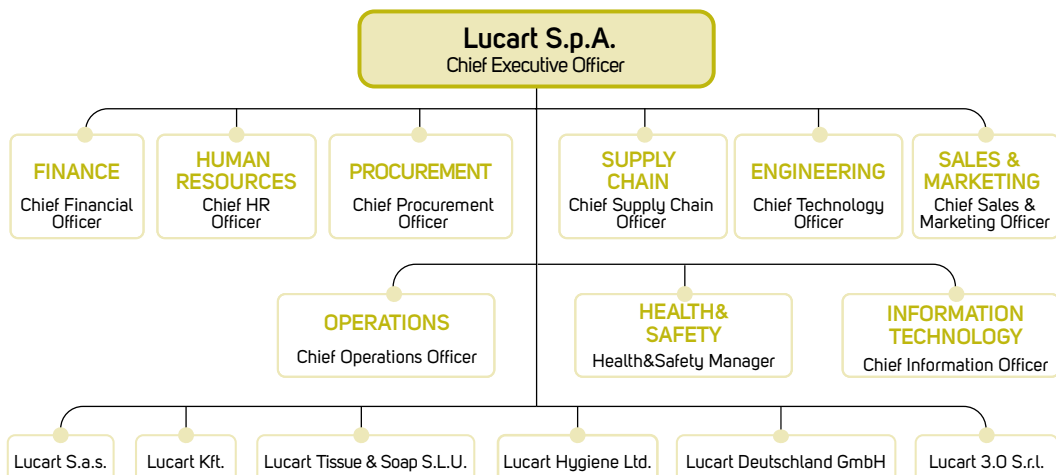 Lucart S.p.A.
Chief Executive Officer
FINANCE
Chief Financial
Officer
HUMAN
RESOURCES
Chief HR
Officer
PROCUREMENT
Chief Procurement
Officer
SUPPLY
CHAIN
Chief Supply Chain
Officer
ENGINEERING
Chief Technology
Officer
SALES &
MARKETING
Chief Sales &
Marketing Officer
OPERATIONS
Chief Operations Officer
HEALTH&
SAFETY
Health&Safety Manager
INFORMATION
TECHNOLOGY
Chief Information Officer
Lucart S.a.s.
Lucart Kft.
Lucart Tissue & Soap S.L.U.
Lucart Hygiene Ltd.
Lucart Deutschland GmbH
Lucart 3.0 S.r.l.